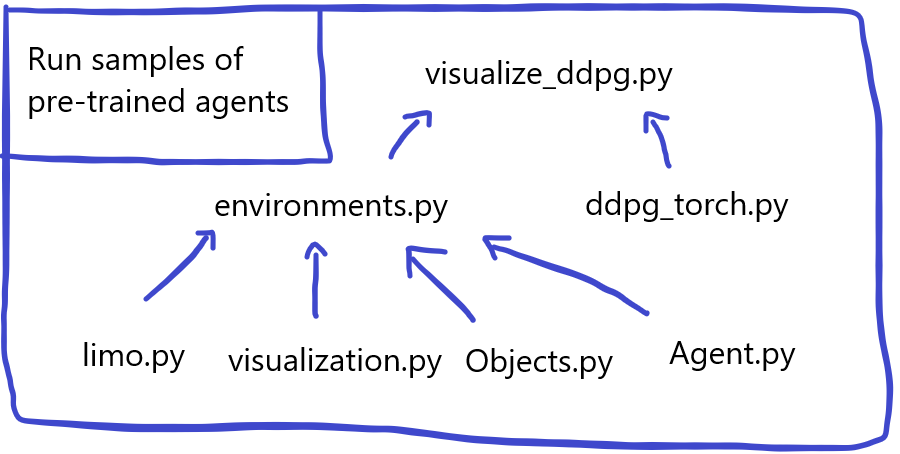 Run samples of
pre-trained agents
visualize_ddpg.py
environments.py
ddpg_torch.py
limo.py
visualization.py
Objects.py
Agent.py